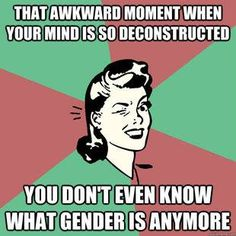 THAT AWKWARD MOMENT WHEN
YOUR MIND IS SO DECONSTRUCTED
YOU DON'T EVEN KNOW
WHAT GENDER IS ANYMORE